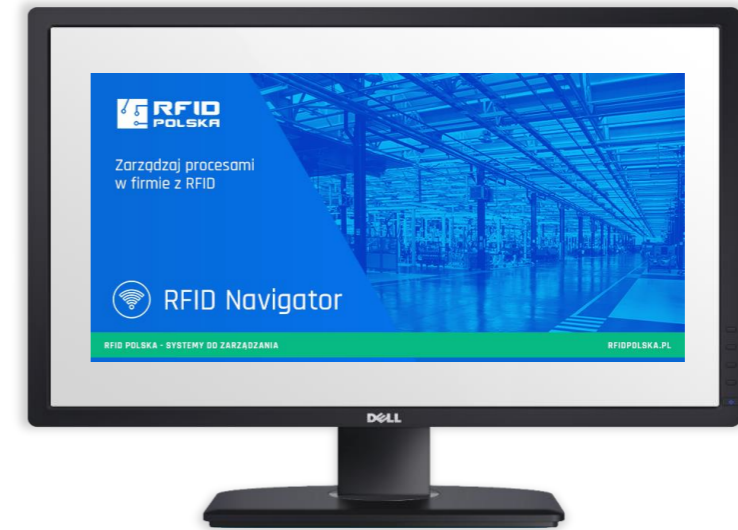 RFID
POLSKA
Zarządzaj procesami
w firmie z RFID
RFID Navigator
RFID POLSKA - SYSTEMY DO ZARZĄDZANIA
RFIDPOLSKA.PL
DELL